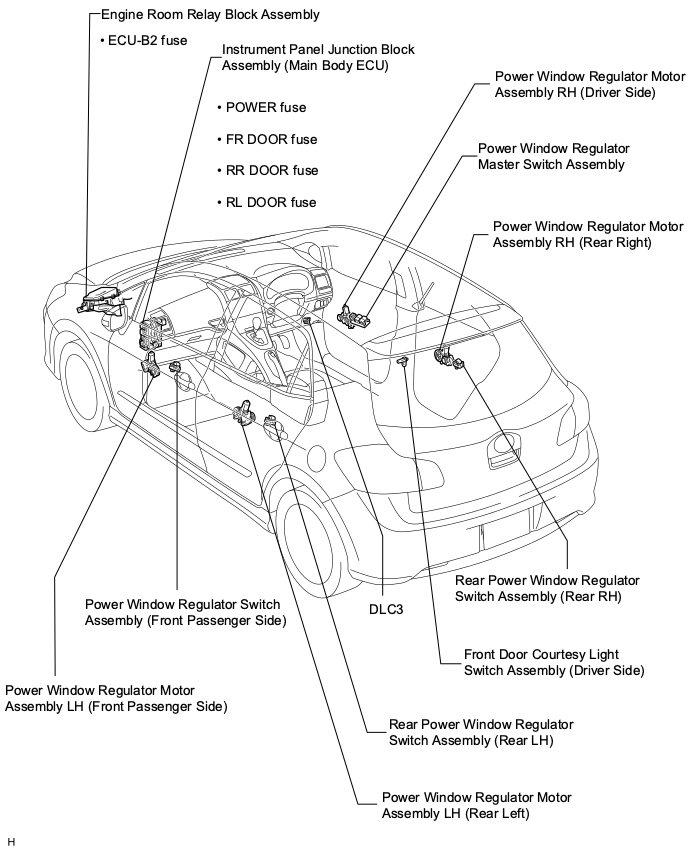 Engine Room Relay Block Assembly
• ECU-B2 fuse
Instrument Panel Junction Block
Assembly (Main Body ECU)
• POWER fuse
• FR DOOR fuse
• RR DOOR fuse
• RL DOOR fuse
Power Window Regulator Motor
Assembly RH (Driver Side)
Power Window Regulator
Master Switch Assembly
Power Window Regulator Motor
Assembly RH (Rear Right)
Rear Power Window Regulator
Switch Assembly (Rear RH)
Power Window Regulator Switch
Assembly (Front Passenger Side)
DLC3
Front Door Courtesy Light
Switch Assembly (Driver Side)
Power Window Regulator Motor
Assembly LH (Front Passenger Side)
Rear Power Window Regulator
Switch Assembly (Rear LH)
Power Window Regulator Motor
Assembly LH (Rear Left)
H